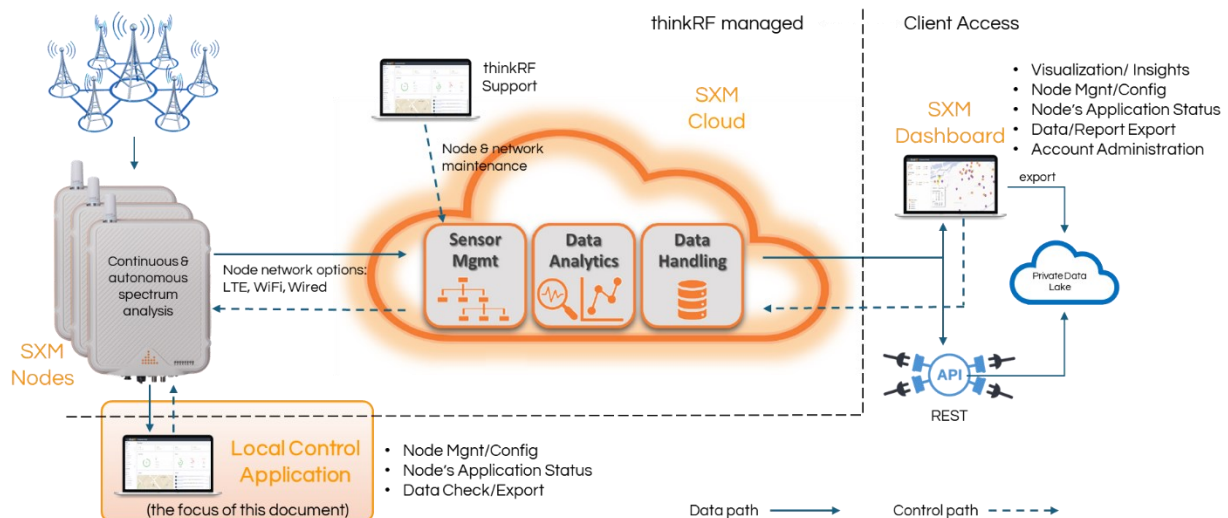 thinkRF managed
Client Access
thinkRF
Support
SXM
Cloud
Node & network
maintenance
SXM
Dashboard
• Visualization/ Insights
• Node Mgnt/Config
• Node's Application Status
• Data/Report Export
• Account Administration
export
Private Data
Lake
Continuous &
autonomous
spectrum
analysis
Node network options:
LTE, WiFi, Wired
Sensor
Mgmt
Data
Analytics
Data
Handling
SXM
Nodes
API
REST
Local Control
Application
(the focus of this document)
• Node Mgnt/Config
• Node's Application Status
• Data Check/Export
Data path
Control path